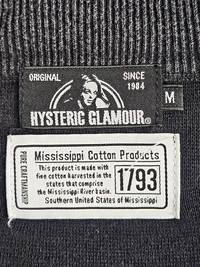 ORIGINAL SINCE
1984
HYSTERIC GLAMOUR®
M
PURE CRAFTMANSHIP
Mississippi Cotton Products
This product is made with
fine cotton harvested in the
states that comprise
the Mississippi River basin.
1793
Southern United States of Mississippi